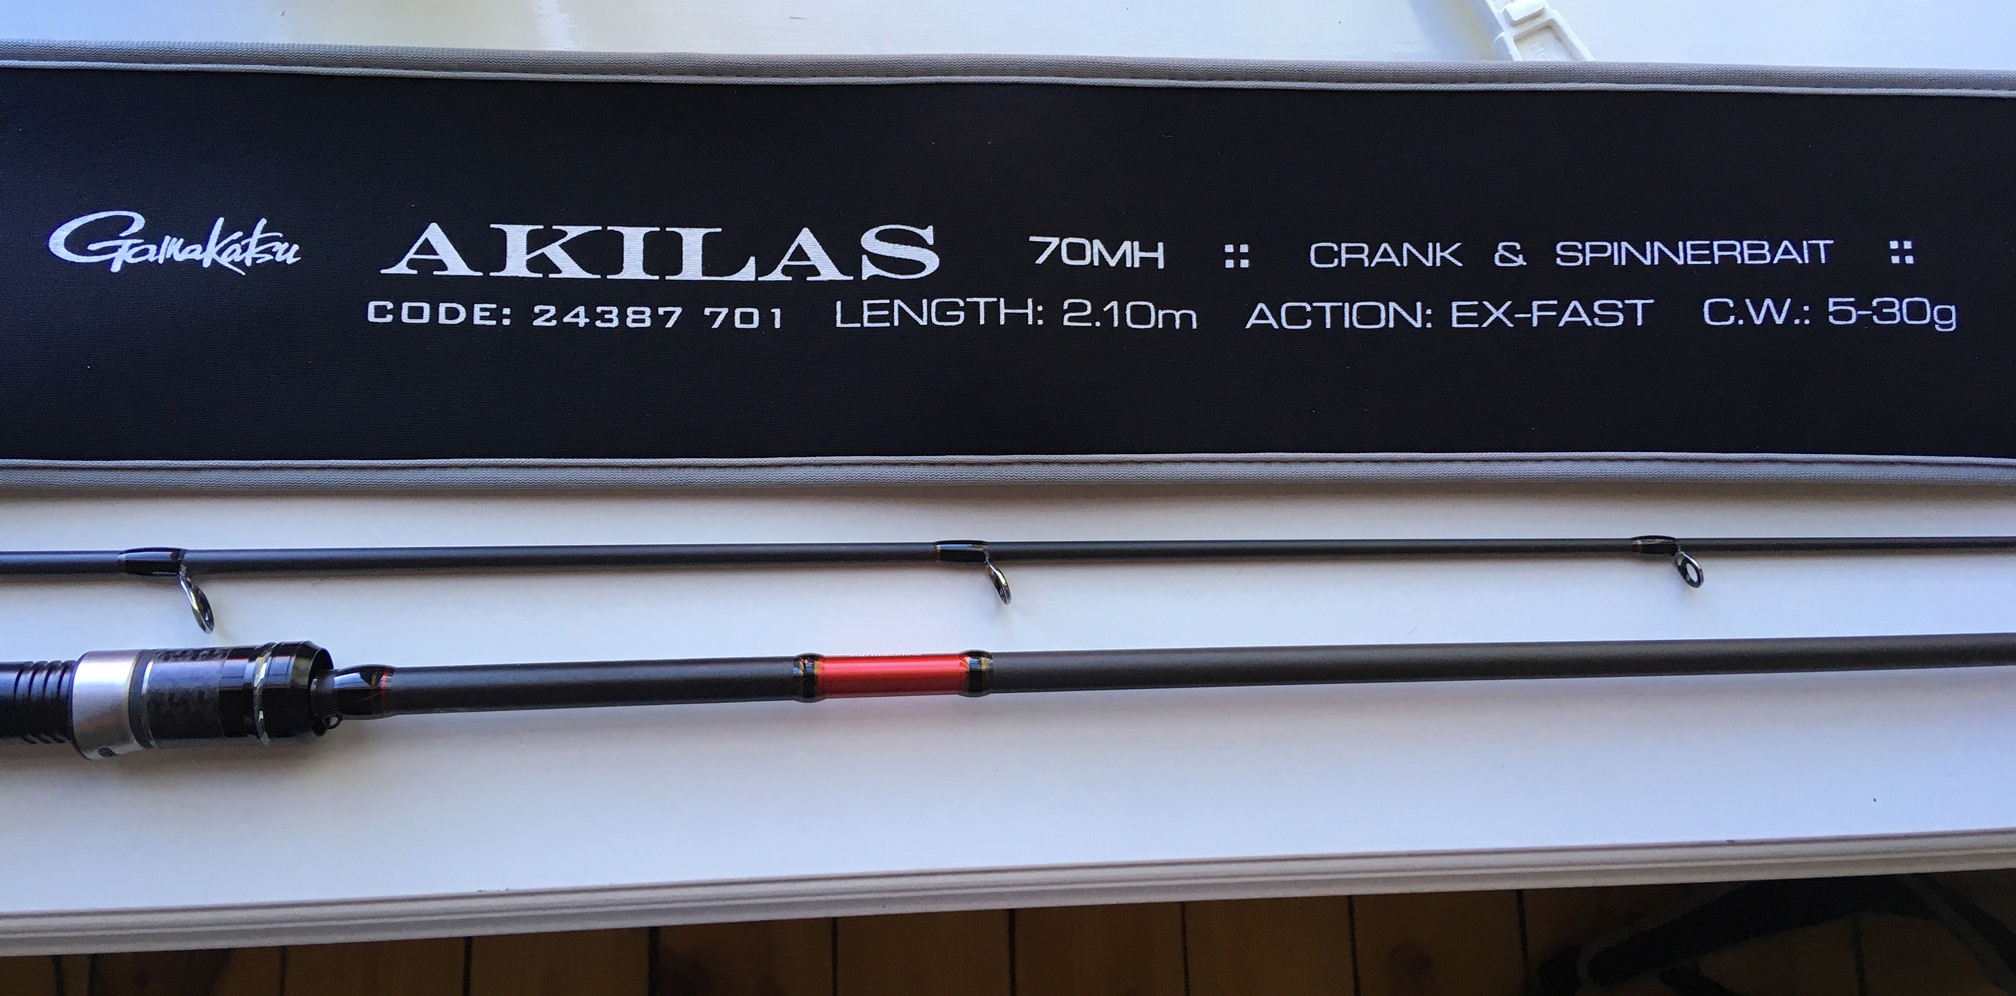 Gamakatsu AKILAS 70MH :: CRANK & SPINNERBAIT ::
CODE: 24387 701 LENGTH: 2.10m ACTION: EX-FAST C.W.: 5-30g